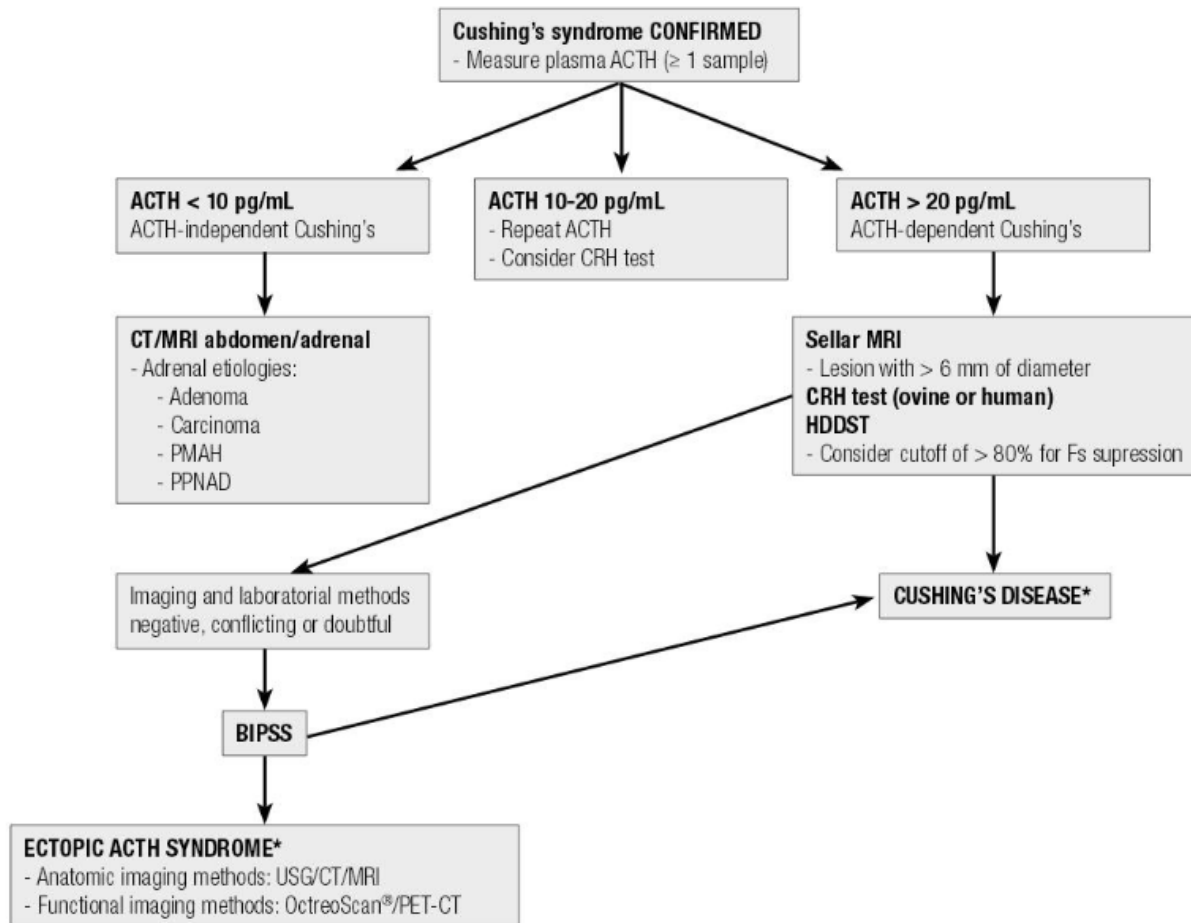 Cushing's syndrome CONFIRMED
- Measure plasma ACTH (≥ 1 sample)
ACTH < 10 pg/mL
ACTH-independent Cushing's
ACTH 10-20 pg/mL
- Repeat ACTH
- Consider CRH test
ACTH > 20 pg/mL
ACTH-dependent Cushing's
CT/MRI abdomen/adrenal
- Adrenal etiologies:
- Adenoma
- Carcinoma
- PMAH
- PPNAD
Sellar MRI
- Lesion with > 6 mm of diameter
CRH test (ovine or human)
HDDST
- Consider cutoff of > 80% for Fs supression
Imaging and laboratorial methods
negative, conflicting or doubtful
CUSHING'S DISEASE*
BIPSS
ECTOPIC ACTH SYNDROME*
- Anatomic imaging methods: USG/CT/MRI
- Functional imaging methods: OctreoScan®/PET-CT